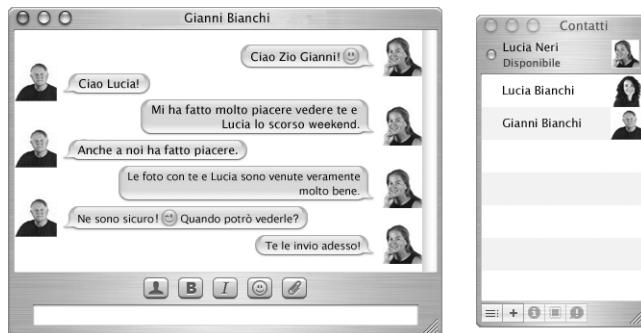 Gianni Bianchi
Ciao Zio Gianni!
Ciao Lucia!
Mi ha fatto molto piacere vedere te e
Lucia lo scorso weekend.
Anche a noi ha fatto piacere.
Le foto con te e Lucia sono venute veramente
molto bene.
Ne sono sicuro! Quando potrò vederle?
Te le invio adesso!
B I
Contatti
Lucia Neri
Disponibile
Lucia Bianchi
Gianni Bianchi